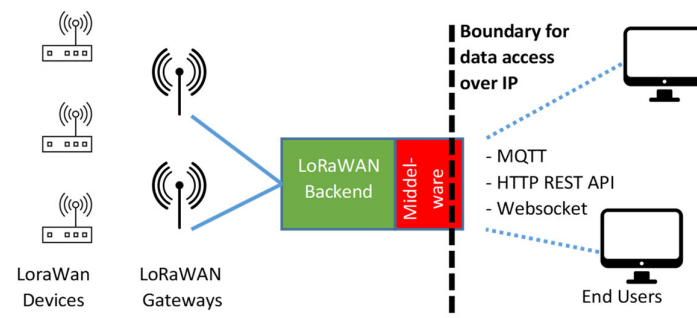 Boundary for
data access
over IP
LoRaWAN
Backend
Middel-
ware
- MQTT
- HTTP REST API
- Websocket
LoraWan
Devices
LoRaWAN
Gateways
End Users